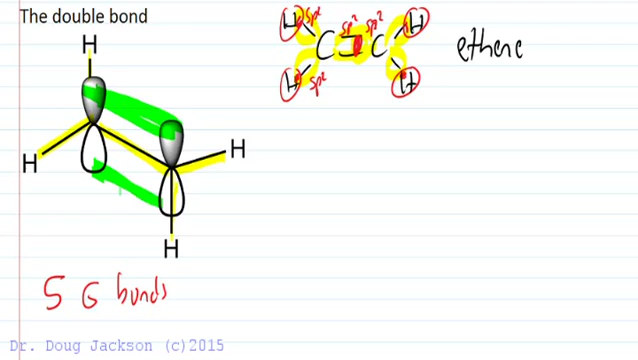 The double bond
H
H
H
H
H sp² sp² sp² H
C C
H sp² H
ethene
5 σ bonds
Dr. Doug Jackson (c)2015